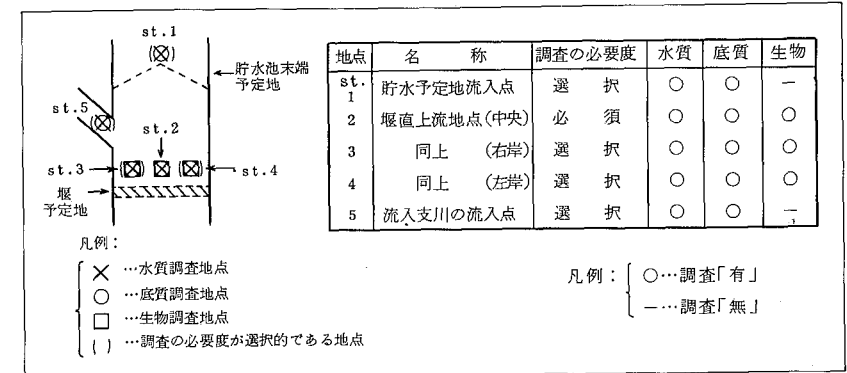 st.1
貯水池末端
予定地
st.5
st.2
st.3
st.4
堰
予定地
凡例：
× …水質調査地点
○ …底質調査地点
□ …生物調査地点
( ) …調査の必要度が選択的である地点
地点 名 称 調査の必要度 水質 底質 生物
st.1 貯水予定地流入点 選 択 ○ ○ －
2 堰直上流地点(中央) 必 須 ○ ○ ○
3 同上 (右岸) 選 択 ○ ○ ○
4 同上 (左岸) 選 択 ○ ○ ○
5 流入支川の流入点 選 択 ○ ○ －
凡例： ○…調査「有」
－…調査「無」